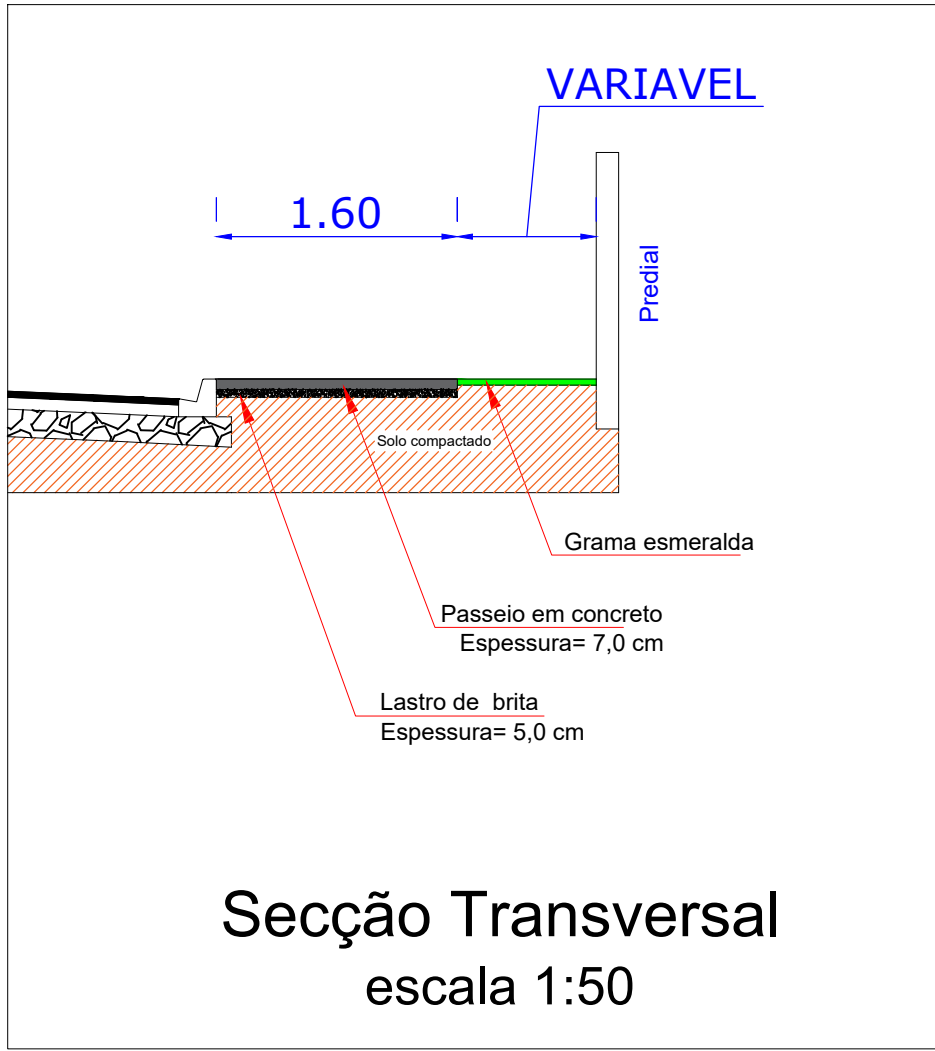 VARIAVEL
1.60
Predial
Solo compactado
Grama esmeralda
Passeio em concreto
Espessura= 7,0 cm
Lastro de  brita
Espessura= 5,0 cm
Secção Transversal
escala 1:50